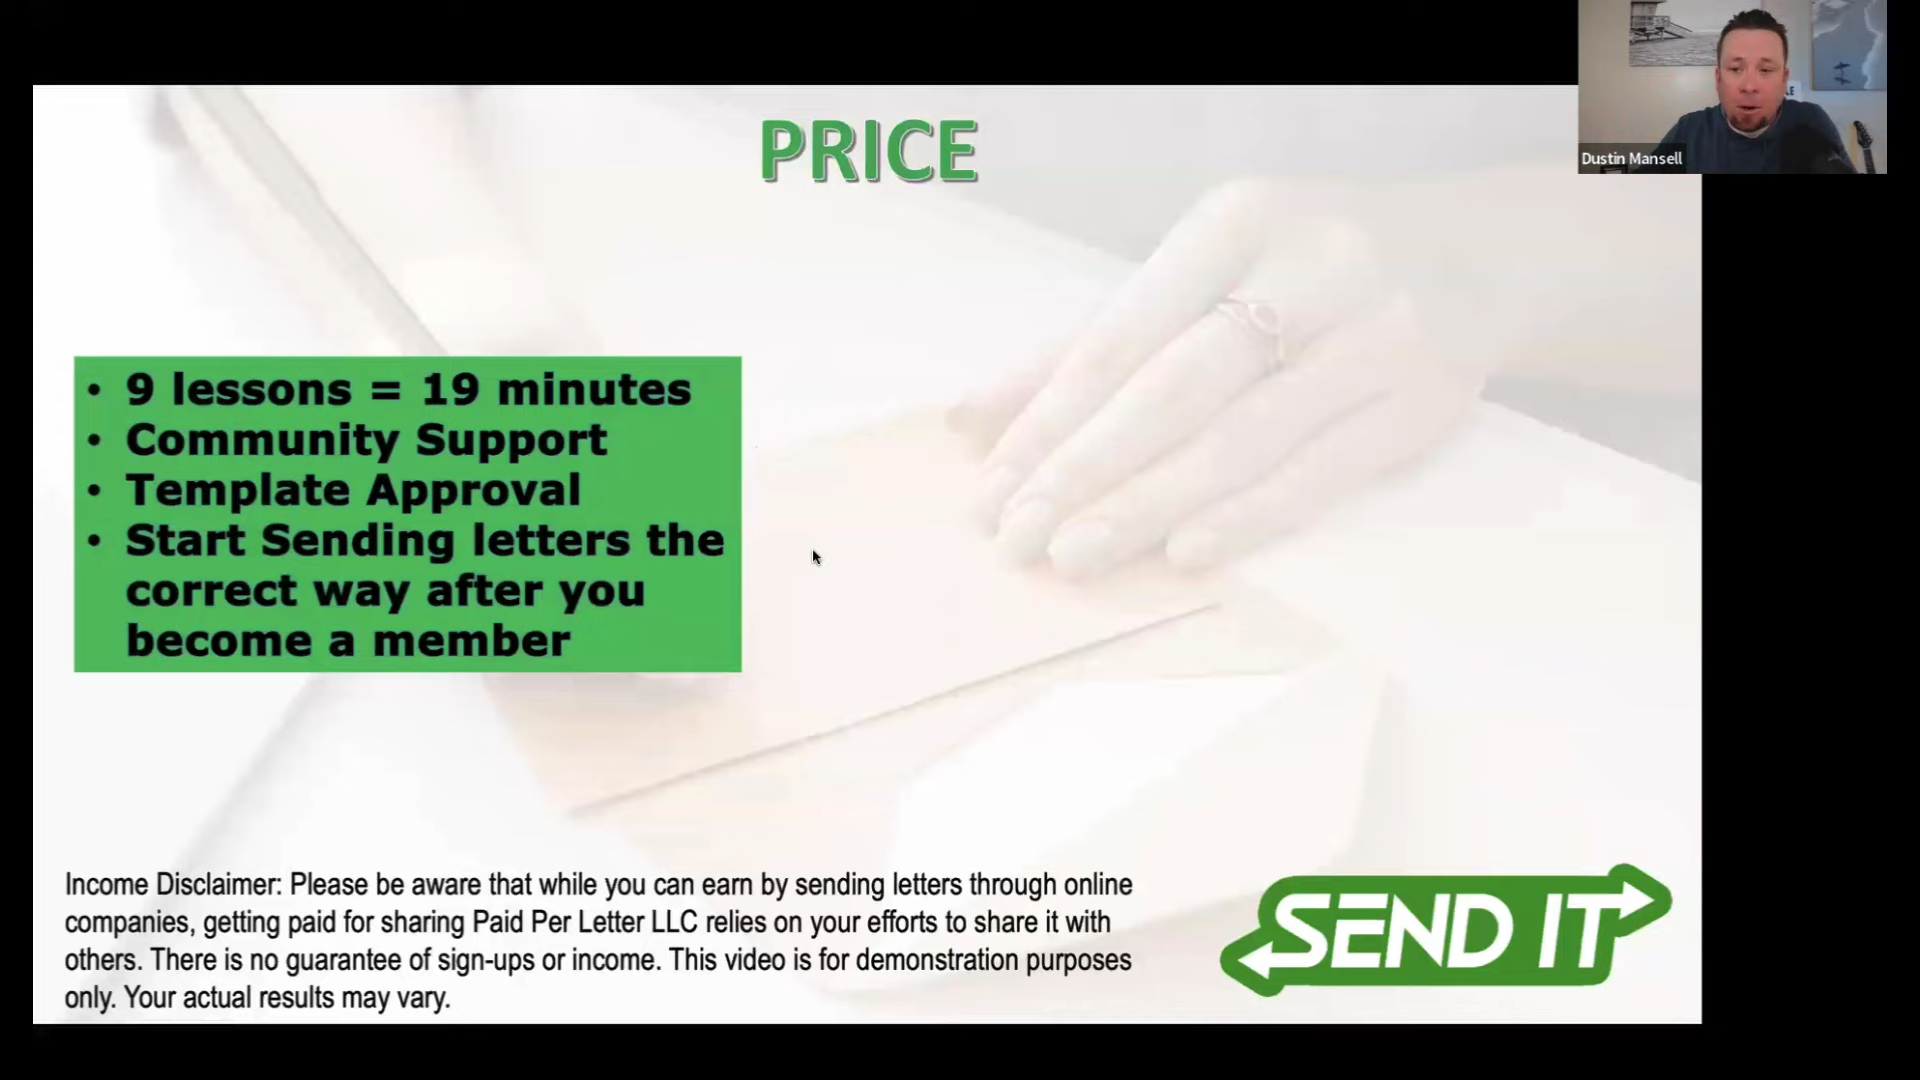 PRICE
Dustin Mansell
• 9 lessons = 19 minutes
• Community Support
• Template Approval
• Start Sending letters the
correct way after you
become a member
Income Disclaimer: Please be aware that while you can earn by sending letters through online
companies, getting paid for sharing Paid Per Letter LLC relies on your efforts to share it with
others. There is no guarantee of sign-ups or income. This video is for demonstration purposes
only. Your actual results may vary.
SEND IT